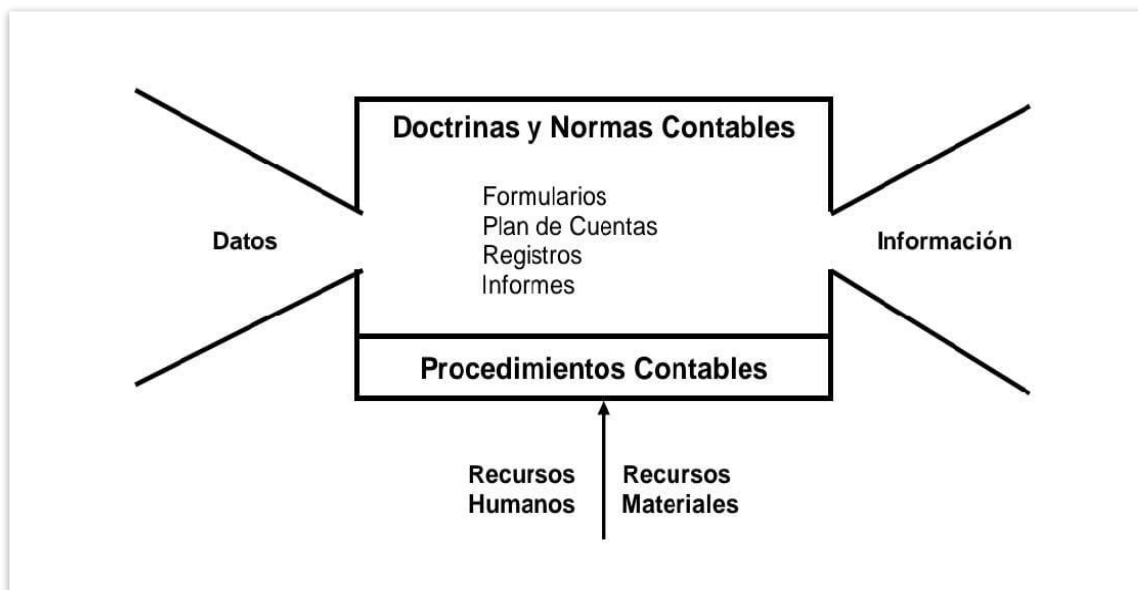 Doctrinas y Normas Contables
Formularios
Plan de Cuentas
Registros
Informes
Datos
Información
Procedimientos Contables
Recursos
Humanos
Recursos
Materiales